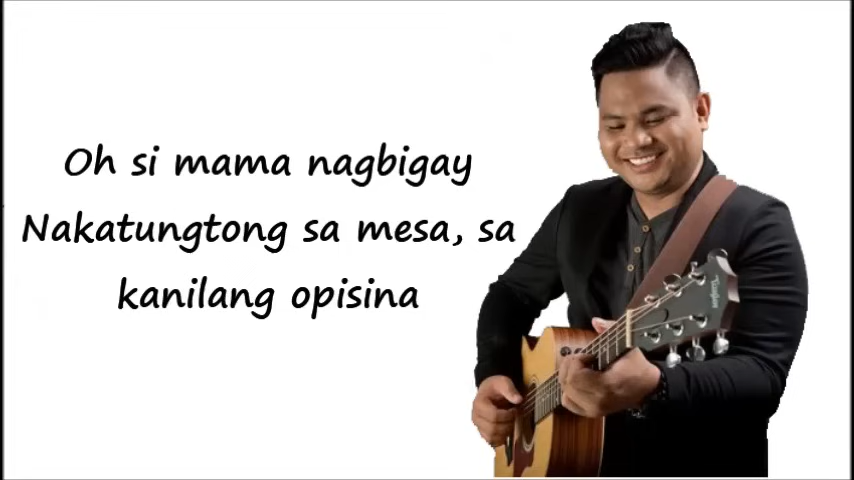 Oh si mama nagbigay
Nakatungtong sa mesa, sa
kanilang opisina